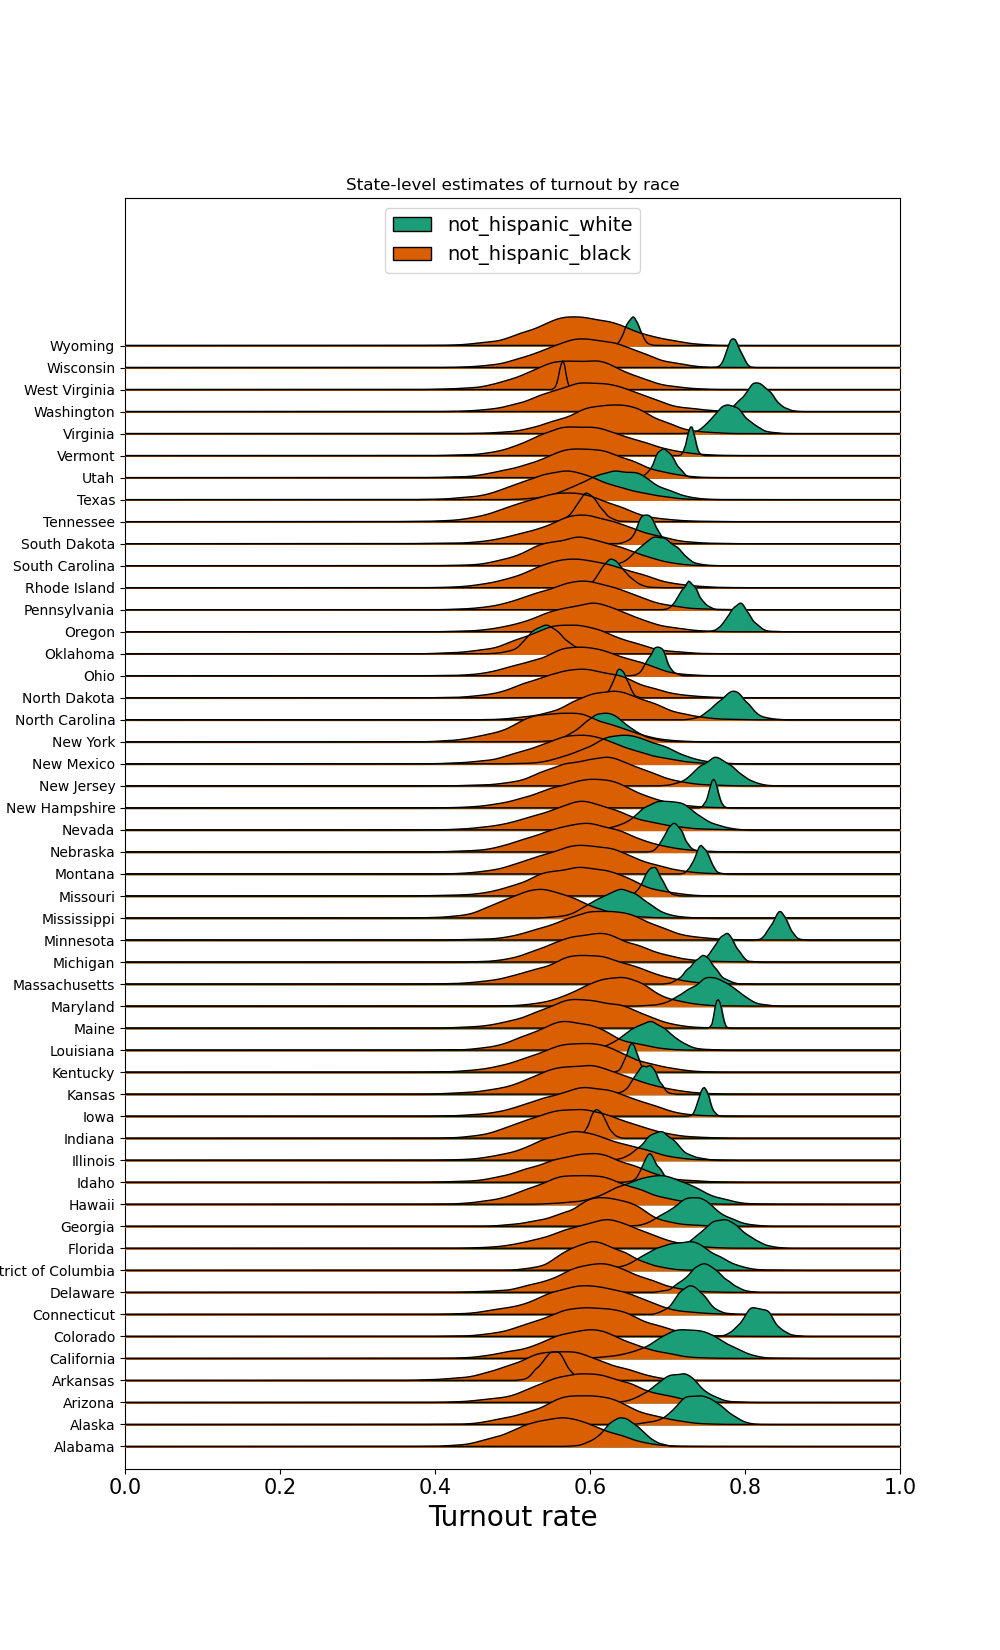 State-level estimates of turnout by race
not_hispanic_white
not_hispanic_black
Wyoming
Wisconsin
West Virginia
Washington
Virginia
Vermont
Utah
Texas
Tennessee
South Dakota
South Carolina
Rhode Island
Pennsylvania
Oregon
Oklahoma
Ohio
North Dakota
North Carolina
New York
New Mexico
New Jersey
New Hampshire
Nevada
Nebraska
Montana
Missouri
Mississippi
Minnesota
Michigan
Massachusetts
Maryland
Maine
Louisiana
Kentucky
Kansas
Iowa
Indiana
Illinois
Idaho
Hawaii
Georgia
Florida
trict of Columbia
Delaware
Connecticut
Colorado
California
Arkansas
Arizona
Alaska
Alabama
0.0 0.2 0.4 0.6 0.8 1.0
Turnout rate